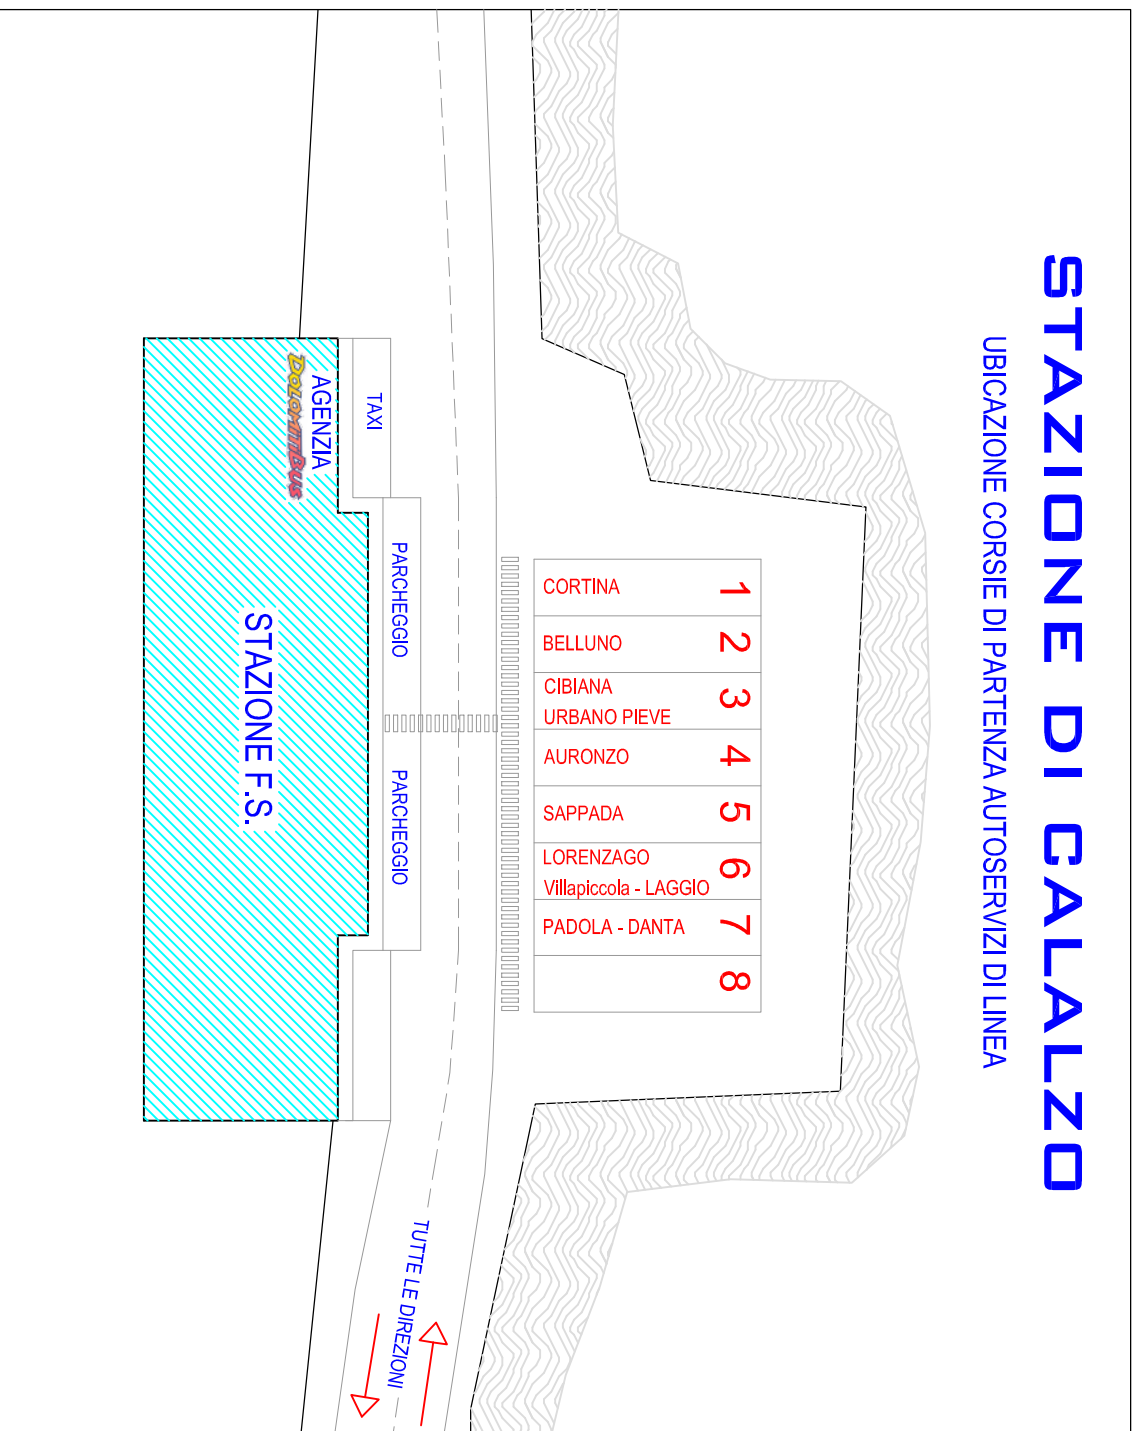 STAZIONE DI CALALZO
UBICAZIONE CORSIE DI PARTENZA AUTOSERVIZI DI LINEA
1
CORTINA
2
BELLUNO
3
CIBIANA
URBANO PIEVE
4
AURONZO
5
SAPPADA
6
LORENZAGO
Villapiccola - LAGGIO
7
PADOLA - DANTA
8
TAXI
PARCHEGGIO
PARCHEGGIO
AGENZIA
DOLOMITIBUS
STAZIONE F.S.
TUTTE LE DIREZIONI